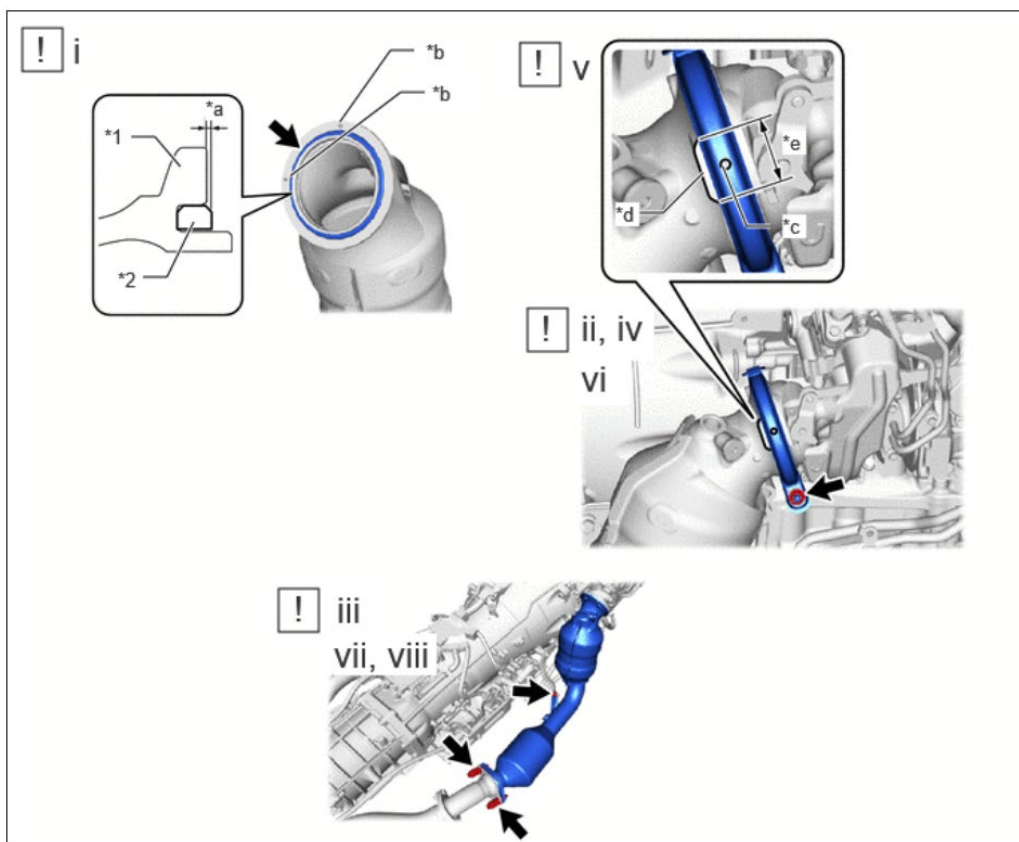 ! i
*b
*b
*a
*1
*2
! v
*e
*d
*c
! ii, iv
vi
! iii
vii, viii